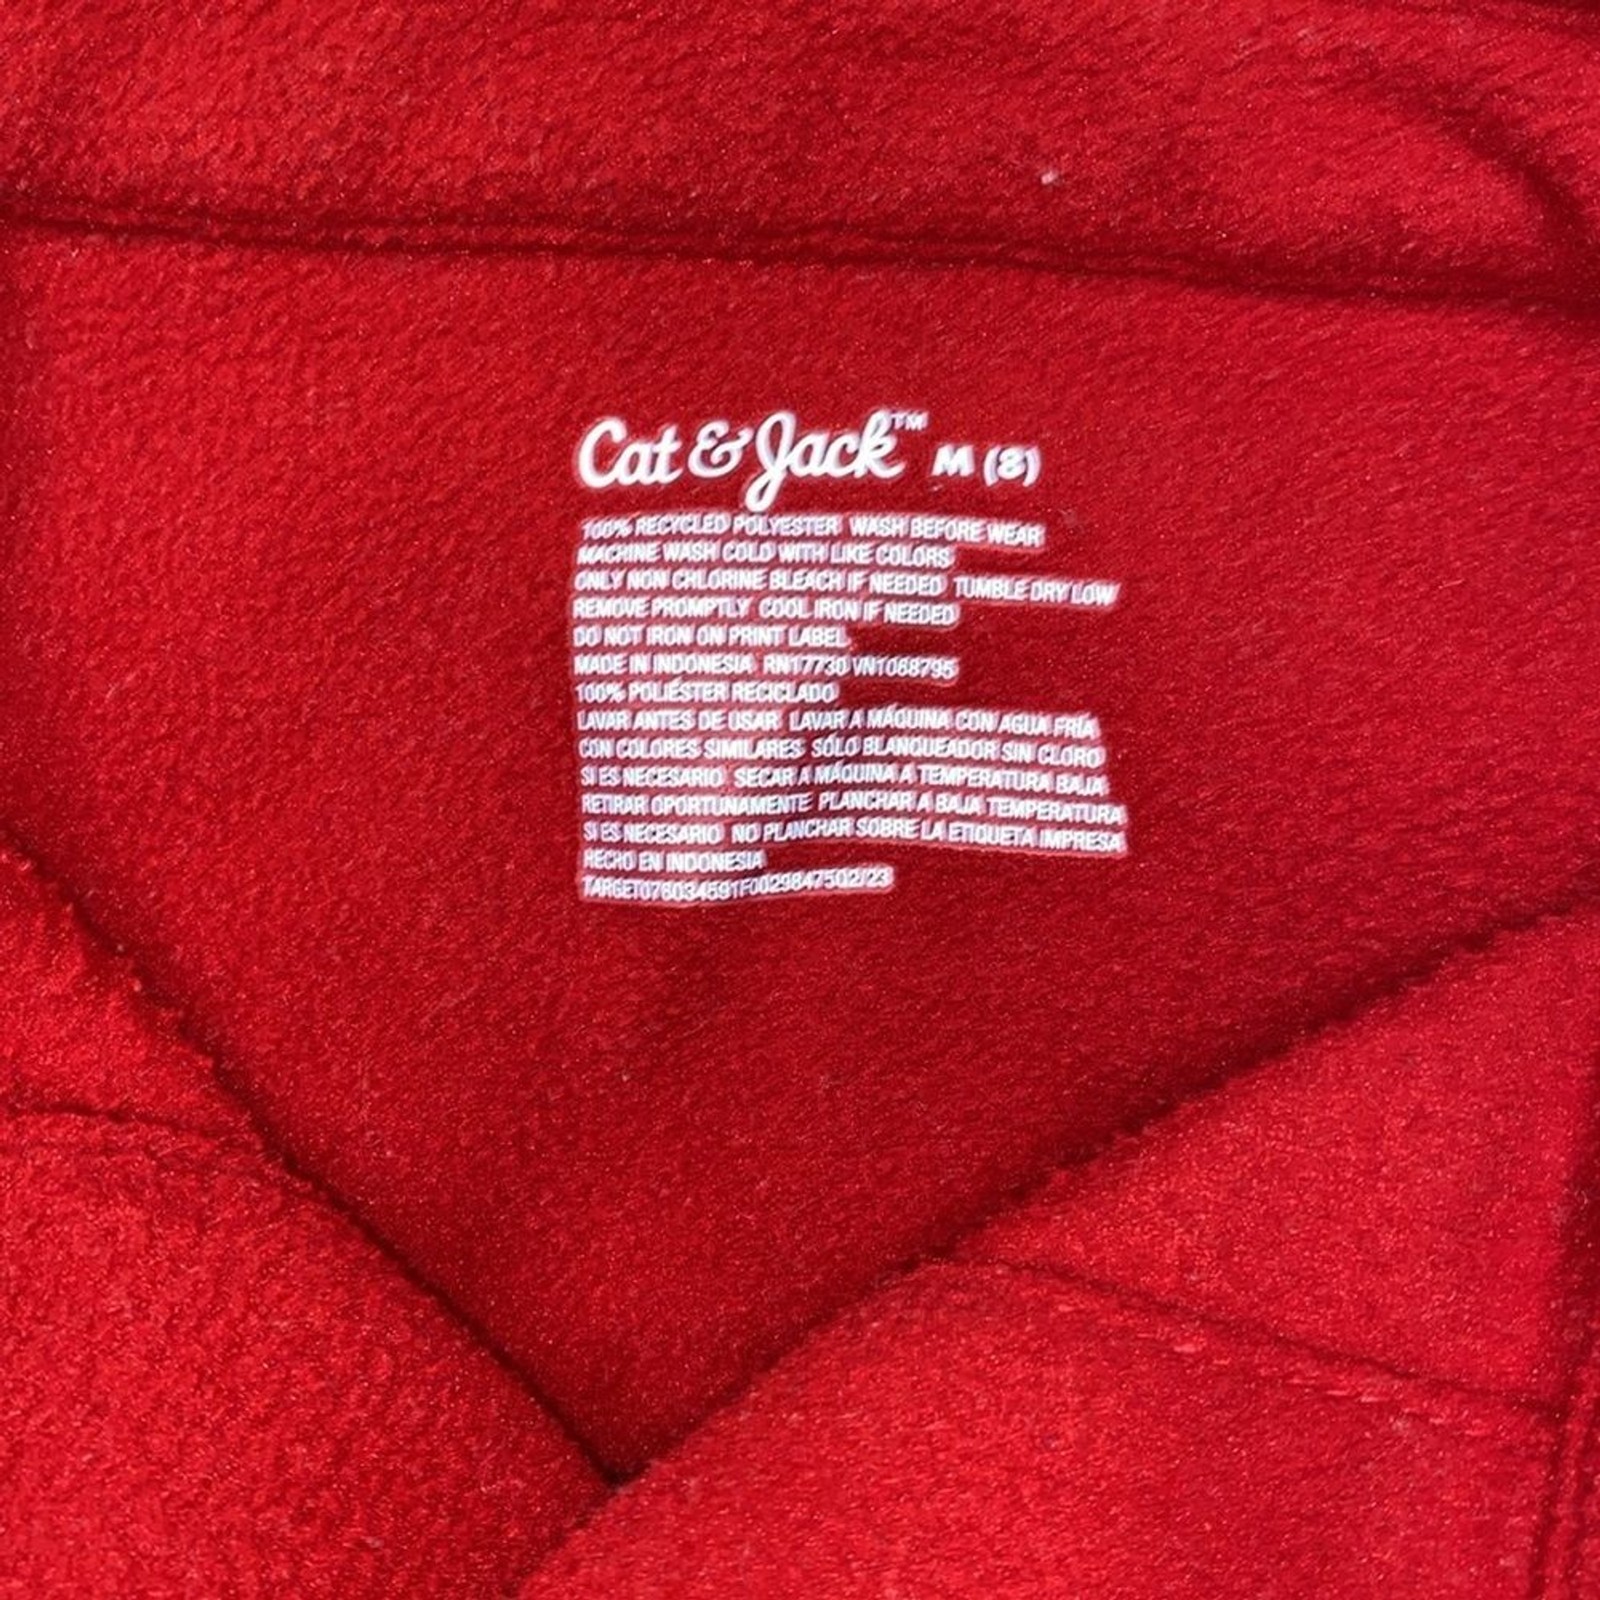 Cat & Jack™ M (8)
100% RECYCLED POLYESTER WASH BEFORE WEAR
MACHINE WASH COLD WITH LIKE COLORS
ONLY NON CHLORINE BLEACH IF NEEDED TUMBLE DRY LOW
REMOVE PROMPTLY COOL IRON IF NEEDED
DO NOT IRON ON PRINT LABEL
MADE IN INDONESIA RN17730 VN1068795
100% POLIÉSTER RECICLADO
LAVAR ANTES DE USAR LAVAR A MÁQUINA CON AGUA FRÍA
CON COLORES SIMILARES SÓLO BLANQUEADOR SIN CLORO
SI ES NECESARIO SECAR A MÁQUINA A TEMPERATURA BAJA
RETIRAR OPORTUNAMENTE PLANCHAR A BAJA TEMPERATURA
SI ES NECESARIO NO PLANCHAR SOBRE LA ETIQUETA IMPRESA
HECHO EN INDONESIA